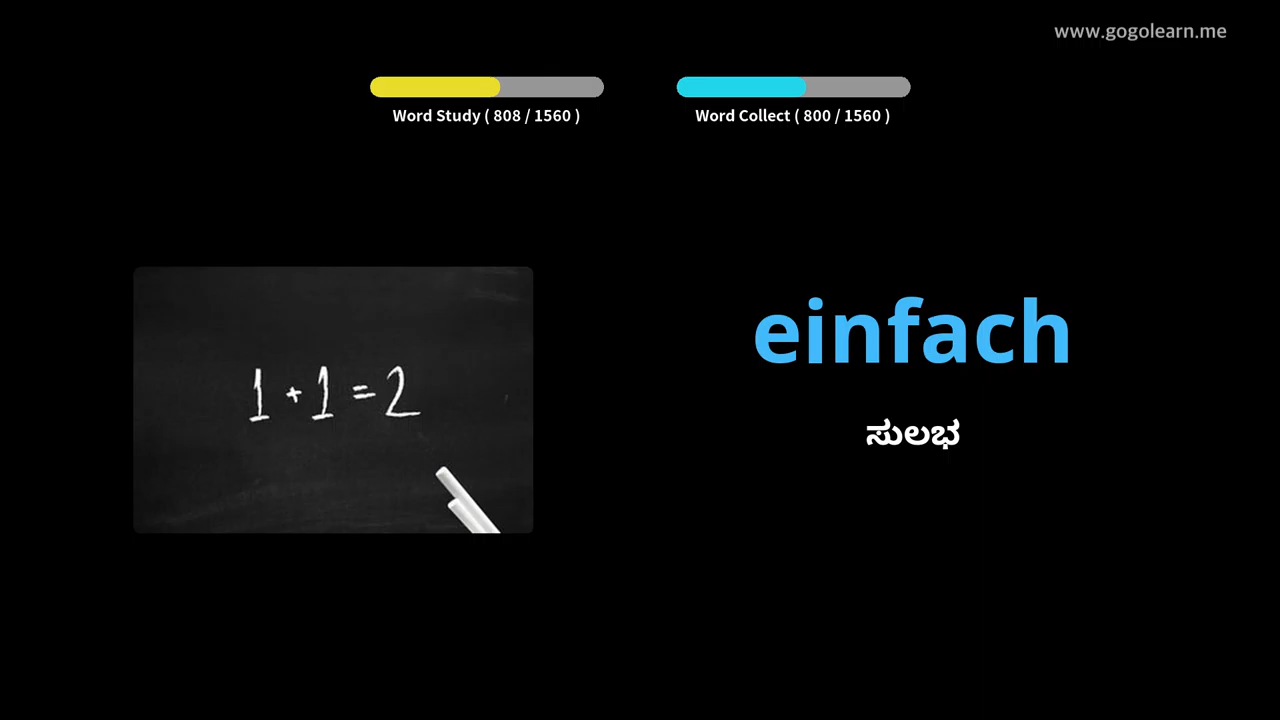 www.gogolearn.me
Word Study ( 808 / 1560 )
Word Collect ( 800 / 1560 )
1 + 1 = 2
einfach
ಸುಲಭ